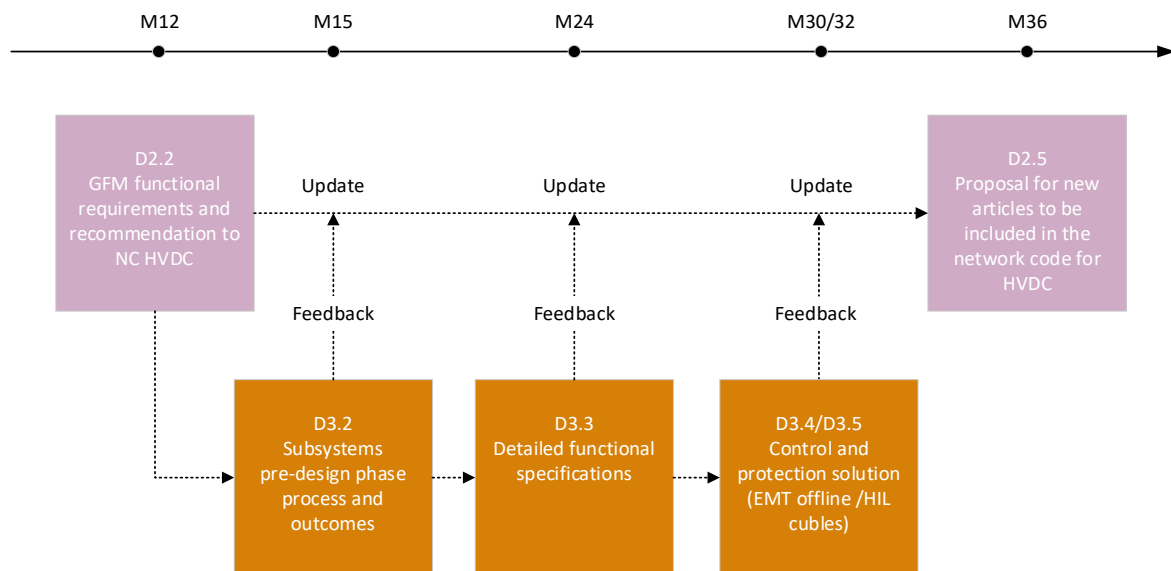 M12
M15
M24
M30/32
M36
D2.2
GFM functional
requirements and
recommendation to
NC HVDC
Update
Update
Update
D2.5
Proposal for new
articles to be
included in the
network code for
HVDC
Feedback
Feedback
Feedback
D3.2
Subsystems
pre-design phase
process and
outcomes
D3.3
Detailed functional
specifications
D3.4/D3.5
Control and
protection solution
(EMT offline /HIL
cubles)